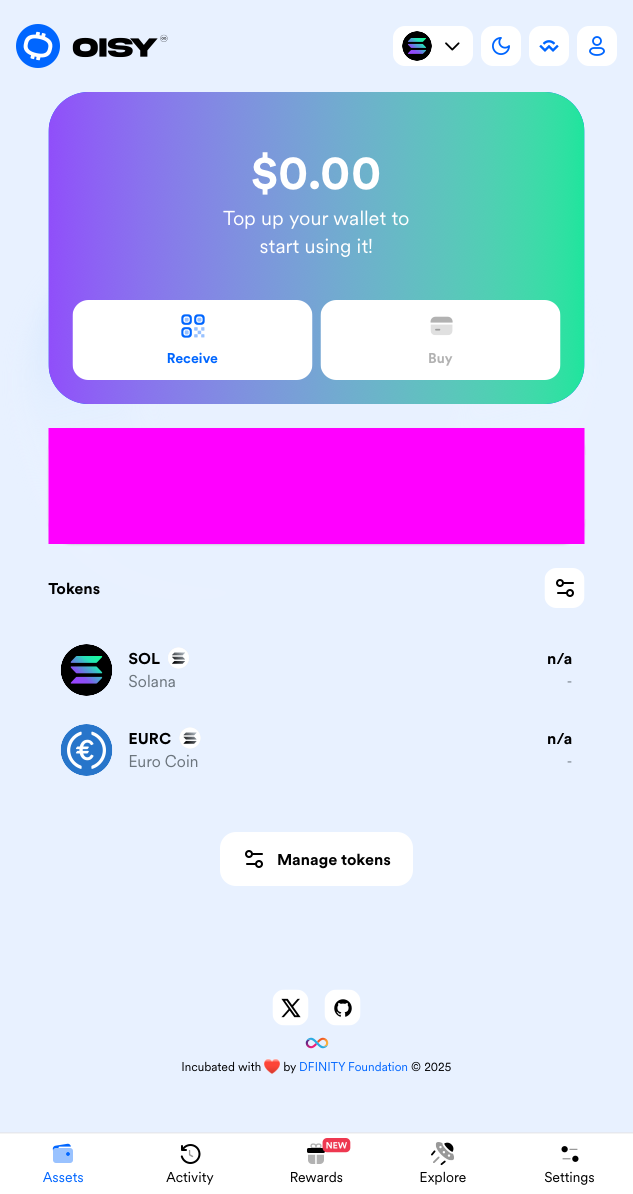 OISY
$0.00
Top up your wallet to
start using it!
Receive
Buy
Tokens
SOL
n/a
Solana
-
EURC
n/a
Euro Coin
-
Manage tokens
Incubated with ❤️ by DFINITY Foundation © 2025
NEW
Assets
Activity
Rewards
Explore
Settings